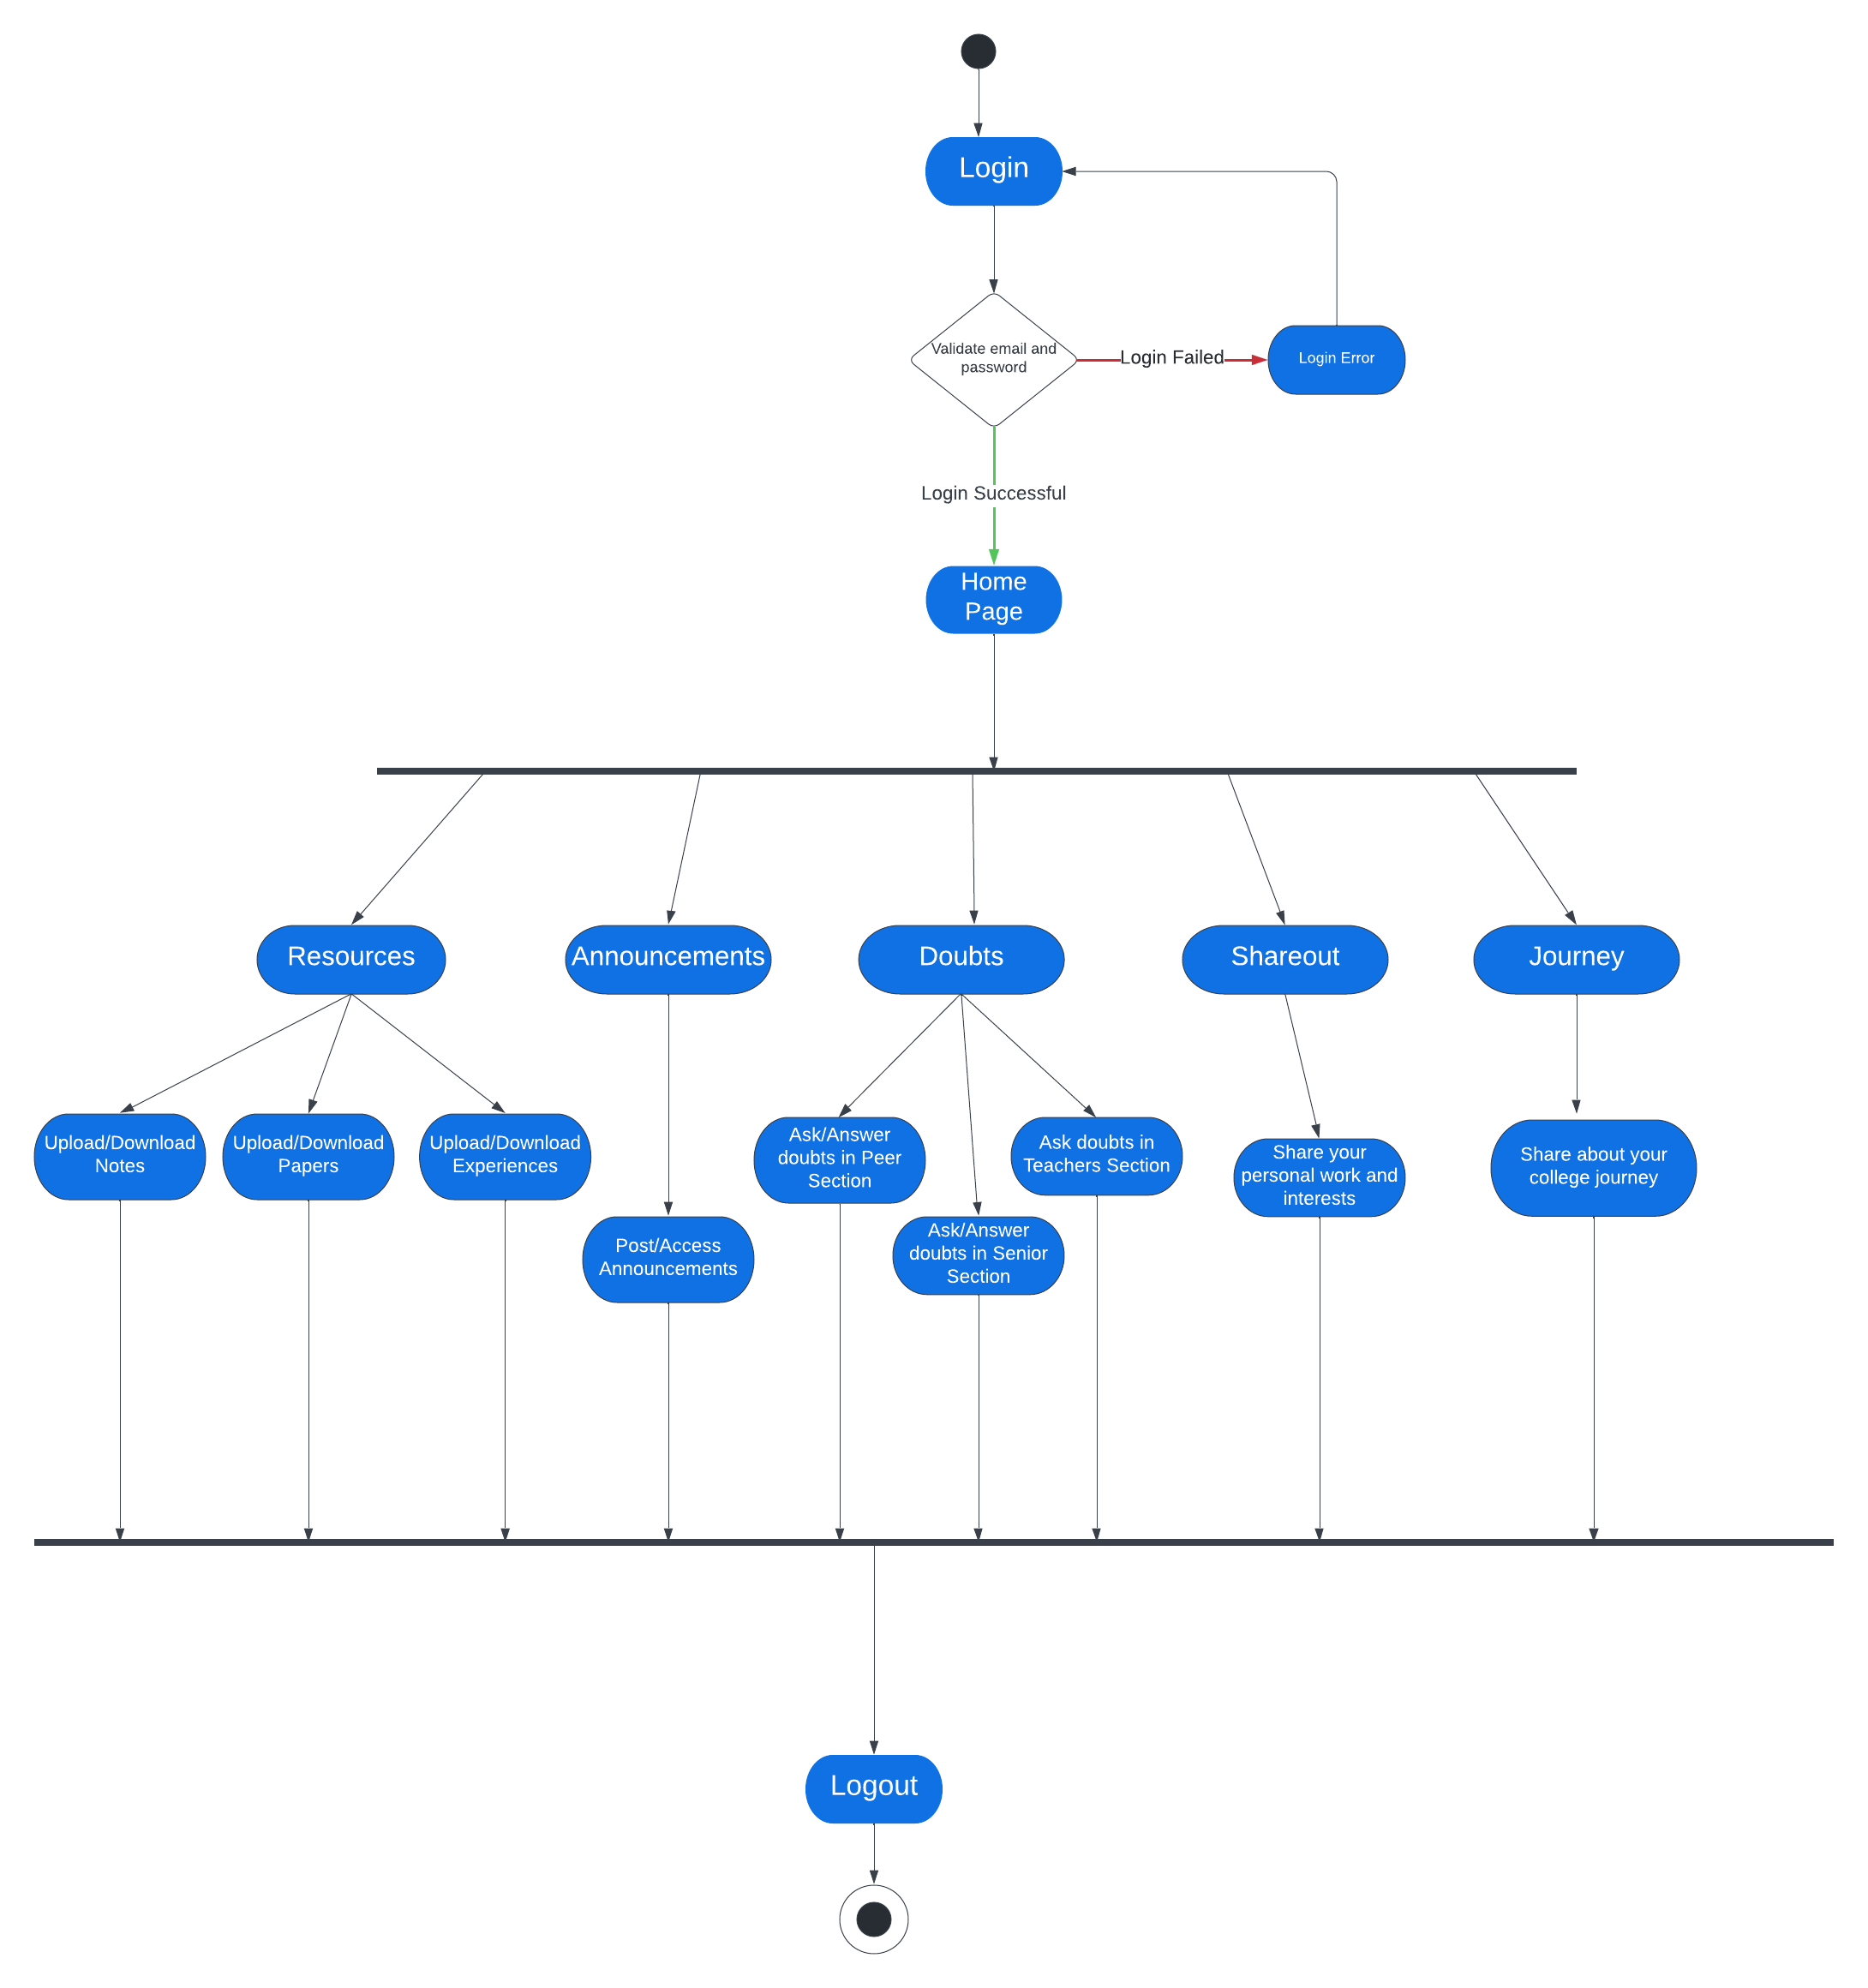 Login
Validate email and
password
Login Failed
Login Error
Login Successful
Home
Page
Resources
Announcements
Doubts
Shareout
Journey
Upload/Download
Notes
Upload/Download
Papers
Upload/Download
Experiences
Post/Access
Announcements
Ask/Answer
doubts in Peer
Section
Ask/Answer
doubts in Senior
Section
Ask doubts in
Teachers Section
Share your
personal work and
interests
Share about your
college journey
Logout